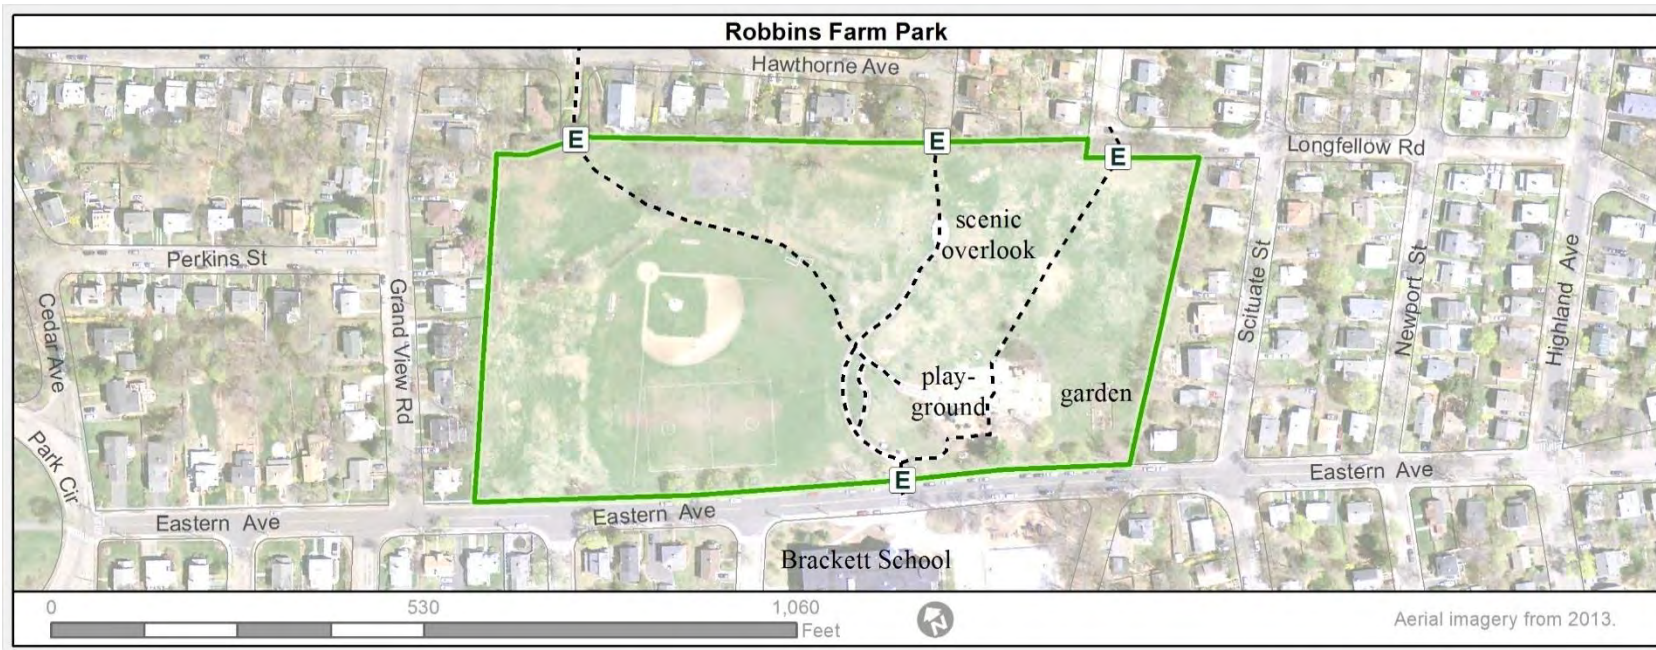 Robbins Farm Park
Hawthorne Ave
E
E
E
Longfellow Rd
scenic
overlook
Perkins St
Cedar Ave
Grand View Rd
Scituate St
Newport St
Highland Ave
play-
ground
garden
Park Cir
E
Eastern Ave
Eastern Ave
Eastern Ave
Brackett School
0
530
1,060
Feet
N
Aerial imagery from 2013.